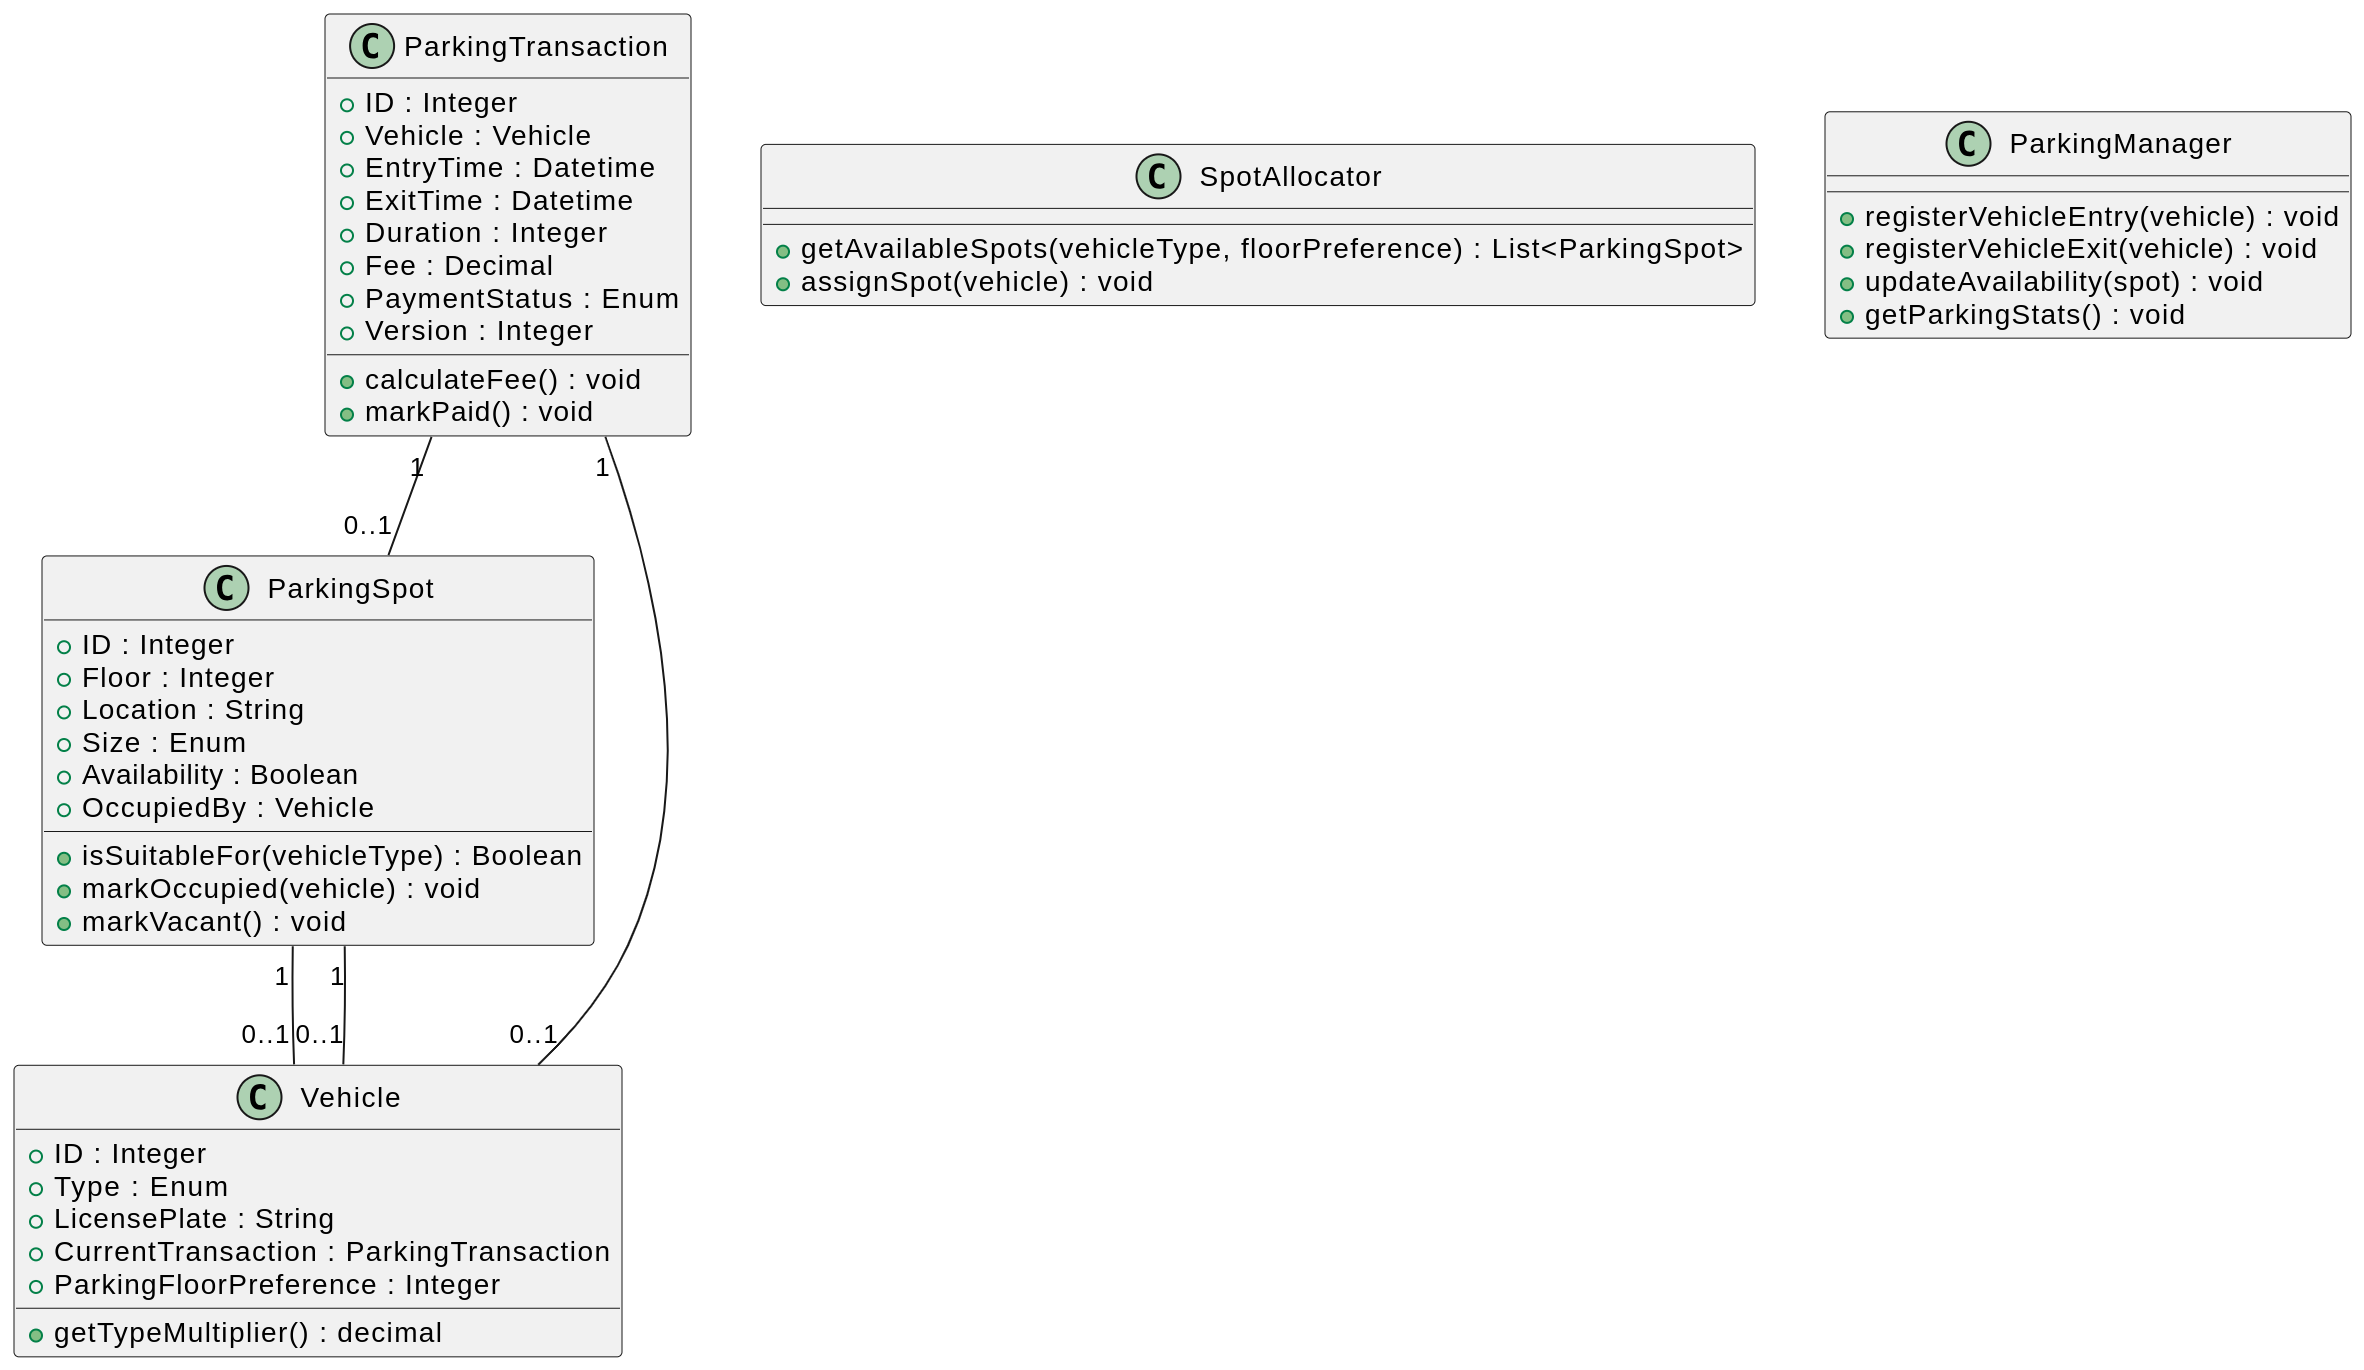 C ParkingTransaction
ID : Integer
Vehicle : Vehicle
EntryTime : Datetime
ExitTime : Datetime
Duration : Integer
Fee : Decimal
PaymentStatus : Enum
Version : Integer
calculateFee() : void
markPaid() : void
C SpotAllocator
getAvailableSpots(vehicleType, floorPreference) : List<ParkingSpot>
assignSpot(vehicle) : void
C ParkingManager
registerVehicleEntry(vehicle) : void
registerVehicleExit(vehicle) : void
updateAvailability(spot) : void
getParkingStats() : void
1
1
0..1
C ParkingSpot
ID : Integer
Floor : Integer
Location : String
Size : Enum
Availability : Boolean
OccupiedBy : Vehicle
isSuitableFor(vehicleType) : Boolean
markOccupied(vehicle) : void
markVacant() : void
1
1
0..1
0..1
0..1
C Vehicle
ID : Integer
Type : Enum
LicensePlate : String
CurrentTransaction : ParkingTransaction
ParkingFloorPreference : Integer
getTypeMultiplier() : decimal